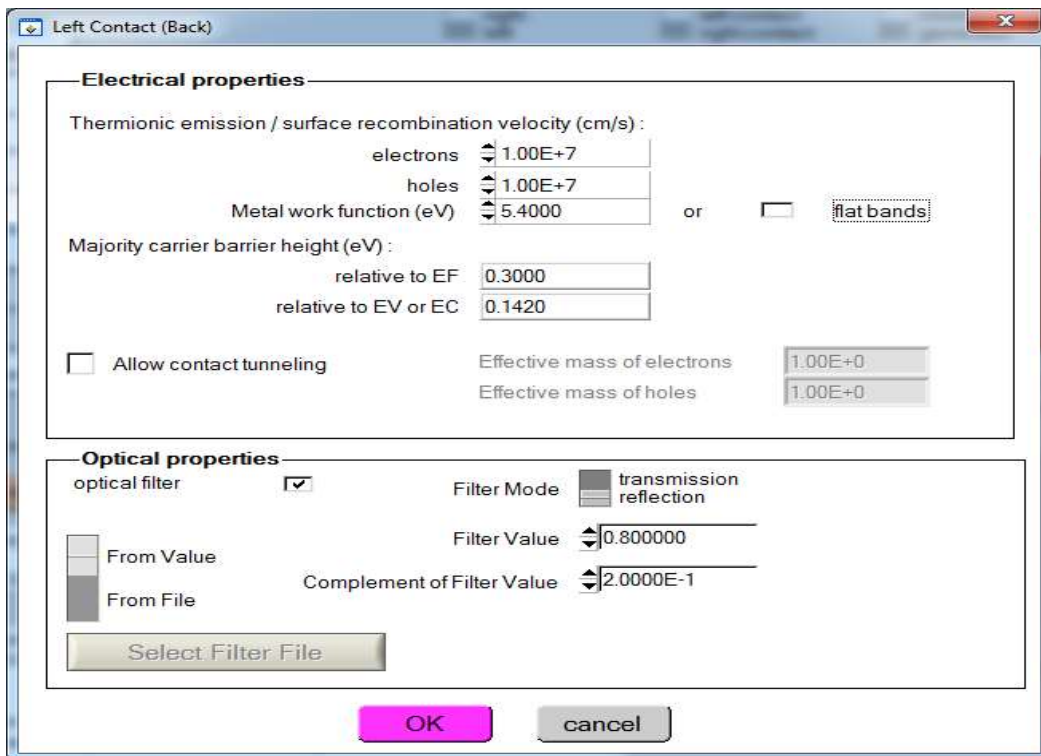 Left Contact (Back)
Electrical properties
Thermionic emission / surface recombination velocity (cm/s) :
electrons 1.00E+7
holes 1.00E+7
Metal work function (eV) 5.4000 or flat bands
Majority carrier barrier height (eV) :
relative to EF 0.3000
relative to EV or EC 0.1420
Allow contact tunneling Effective mass of electrons 1.00E+0
Effective mass of holes 1.00E+0
Optical properties
optical filter Filter Mode transmission
reflection
Filter Value 0.800000
From Value
Complement of Filter Value 2.0000E-1
From File
Select Filter File
OK cancel